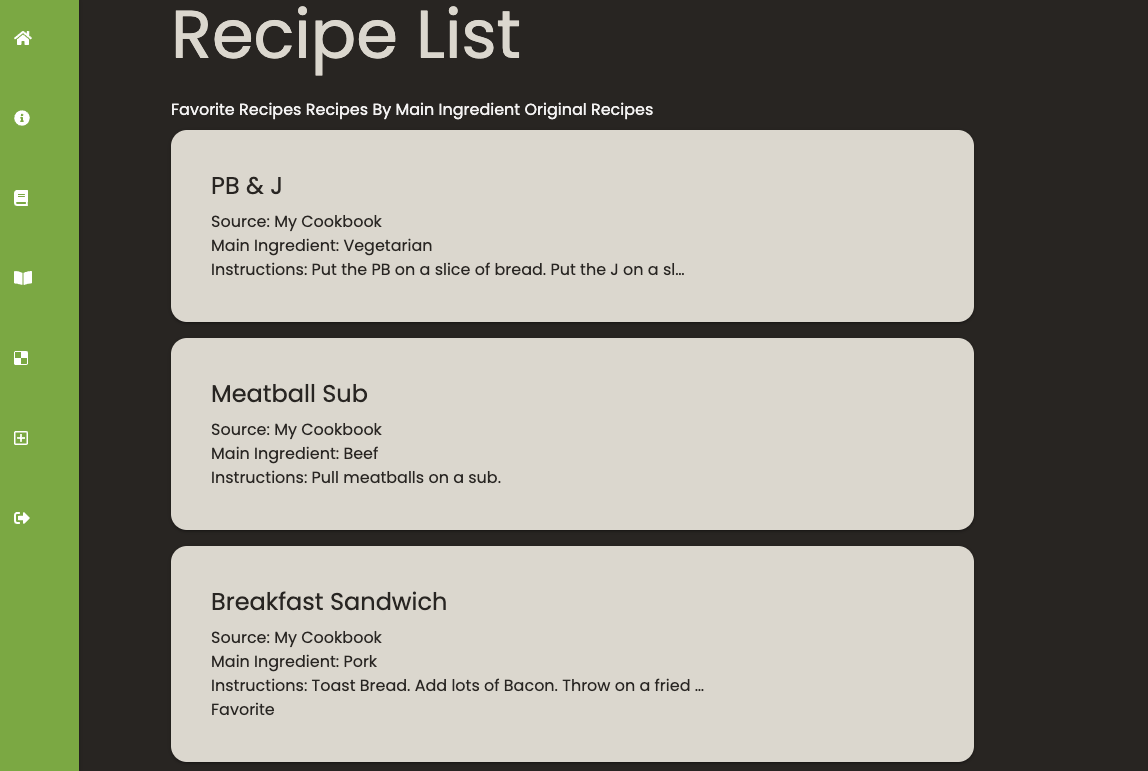 Recipe List
Favorite Recipes Recipes By Main Ingredient Original Recipes
PB & J
Source: My Cookbook
Main Ingredient: Vegetarian
Instructions: Put the PB on a slice of bread. Put the J on a sl...
Meatball Sub
Source: My Cookbook
Main Ingredient: Beef
Instructions: Pull meatballs on a sub.
Breakfast Sandwich
Source: My Cookbook
Main Ingredient: Pork
Instructions: Toast Bread. Add lots of Bacon. Throw on a fried ...
Favorite